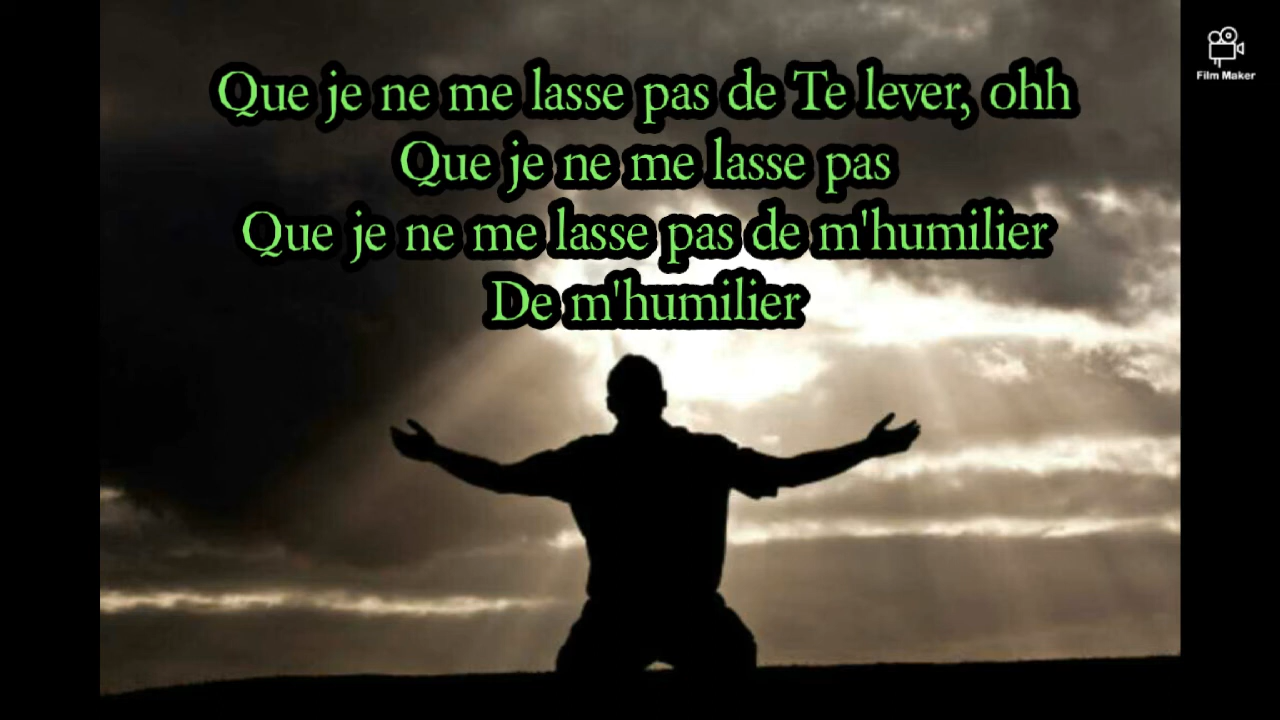 Que je ne me lasse pas de Te lever, ohh
Que je ne me lasse pas
Que je ne me lasse pas de m'humilier
De m'humilier
Film Maker